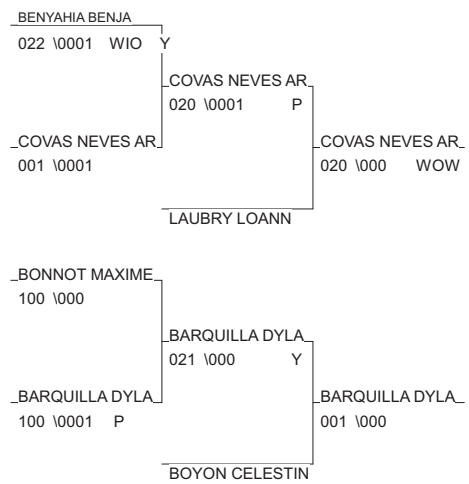 BENYAHIA BENJA
022 \0001 WIO Y
COVAS NEVES AR
020 \0001 P
COVAS NEVES AR
001 \0001
COVAS NEVES AR
020 \000 WOW
LAUBRY LOANN
BONNOT MAXIME
100 \000
BARQUILLA DYLA
021 \000 Y
BARQUILLA DYLA
100 \0001 P
BARQUILLA DYLA
001 \000
BOYON CELESTIN